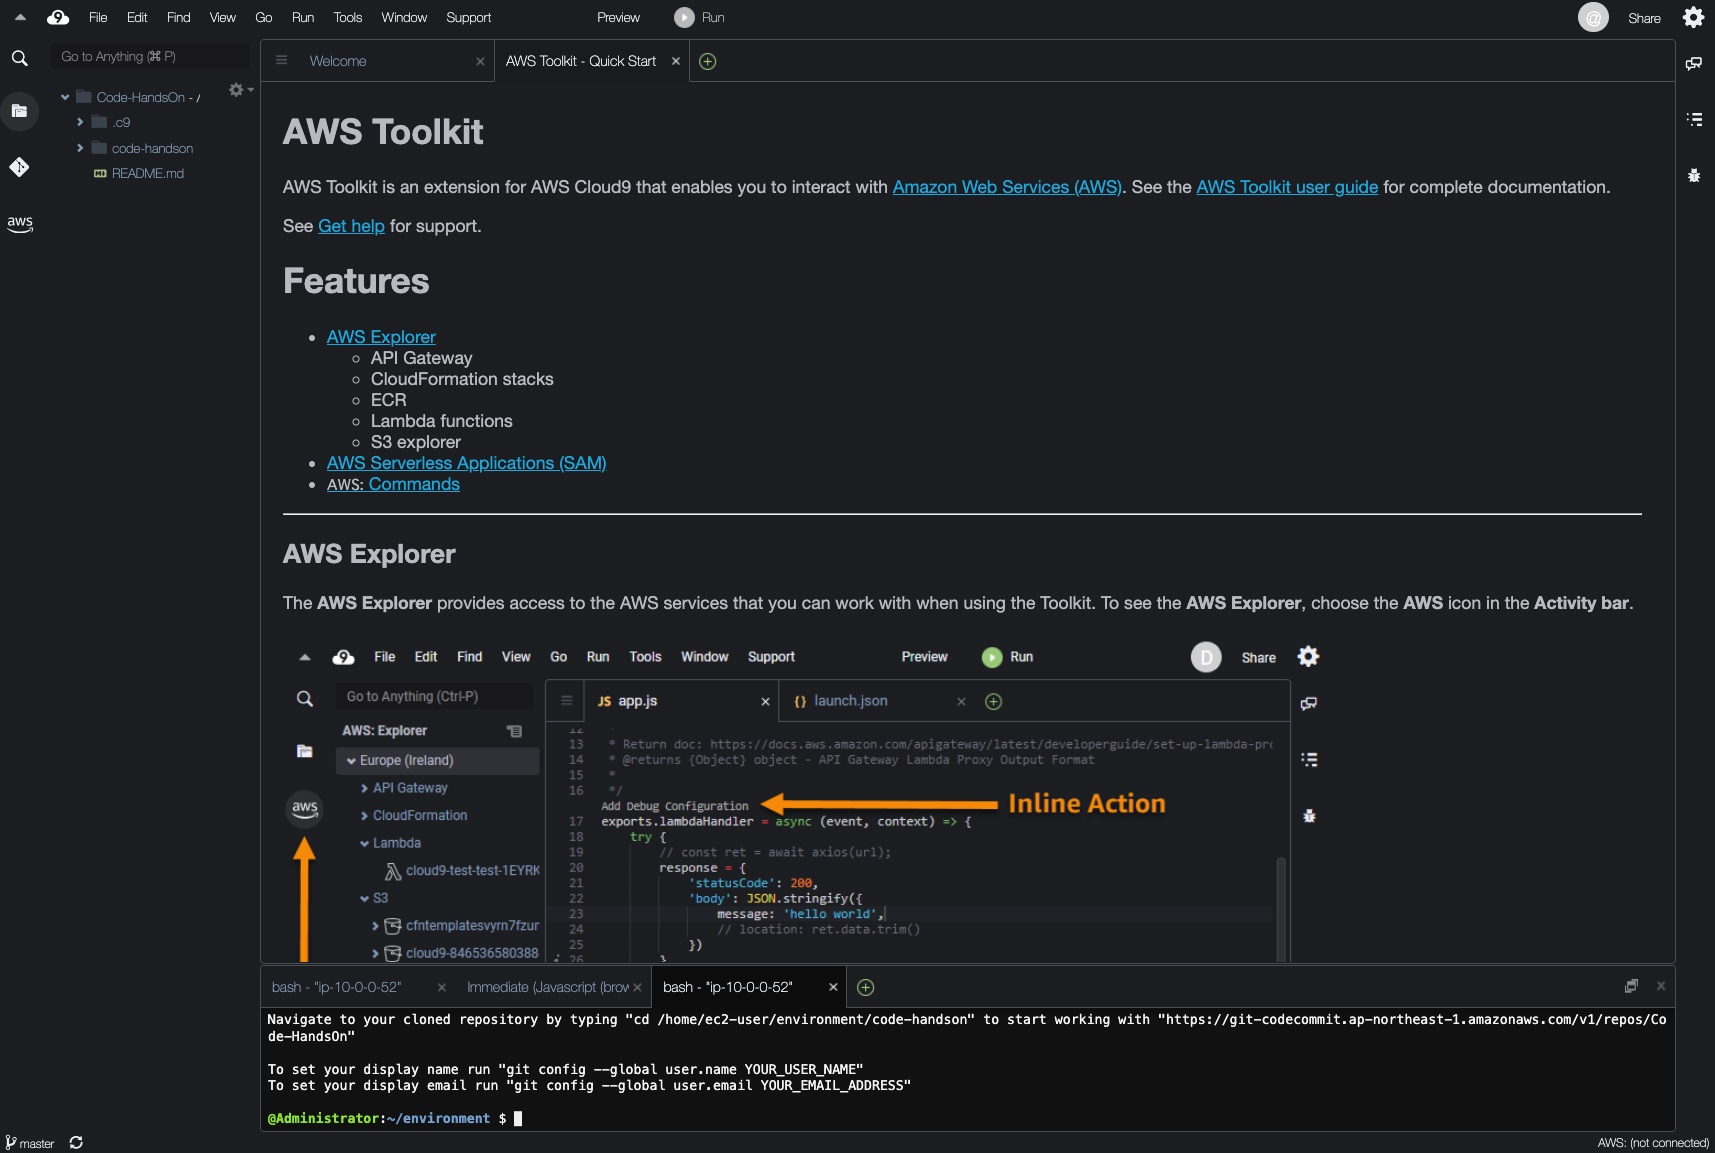 File Edit Find View Go Run Tools Window Support Preview Run @ Share
Go to Anything (⌘ P)
Welcome
AWS Toolkit - Quick Start
Code-HandsOn - /
.c9
code-handson
README.md
aws
AWS Toolkit
AWS Toolkit is an extension for AWS Cloud9 that enables you to interact with Amazon Web Services (AWS). See the AWS Toolkit user guide for complete documentation.
See Get help for support.
Features
• AWS Explorer
◦ API Gateway
◦ CloudFormation stacks
◦ ECR
◦ Lambda functions
◦ S3 explorer
• AWS Serverless Applications (SAM)
• AWS: Commands
AWS Explorer
The AWS Explorer provides access to the AWS services that you can work with when using the Toolkit. To see the AWS Explorer, choose the AWS icon in the Activity bar.
File Edit Find View Go Run Tools Window Support Preview Run D Share
Go to Anything (Ctrl-P)
JS app.js
{} launch.json
AWS: Explorer
Europe (Ireland)
API Gateway
CloudFormation
Lambda
cloud9-test-test-1EYRK
S3
cfntemplatesvyrn7fzur
cloud9-846536580388
aws
12 *
13 * Return doc: https://docs.aws.amazon.com/apigateway/latest/developerguide/set-up-lambda-pro
14 * @returns {Object} object - API Gateway Lambda Proxy Output Format
15 *
16 */
Add Debug Configuration
Inline Action
17 exports.lambdaHandler = async (event, context) => {
18 try {
19 // const ret = await axios(url);
20 response = {
21 'statusCode': 200,
22 'body': JSON.stringify({
23 message: 'hello world',
24 // location: ret.data.trim()
25 })
26 }
bash - "ip-10-0-0-52"
Immediate (Javascript (brow
bash - "ip-10-0-0-52"
Navigate to your cloned repository by typing "cd /home/ec2-user/environment/code-handson" to start working with "https://git-codecommit.ap-northeast-1.amazonaws.com/v1/repos/Co
de-HandsOn"
To set your display name run "git config --global user.name YOUR_USER_NAME"
To set your display email run "git config --global user.email YOUR_EMAIL_ADDRESS"
@Administrator:~/environment $
master
AWS: (not connected)